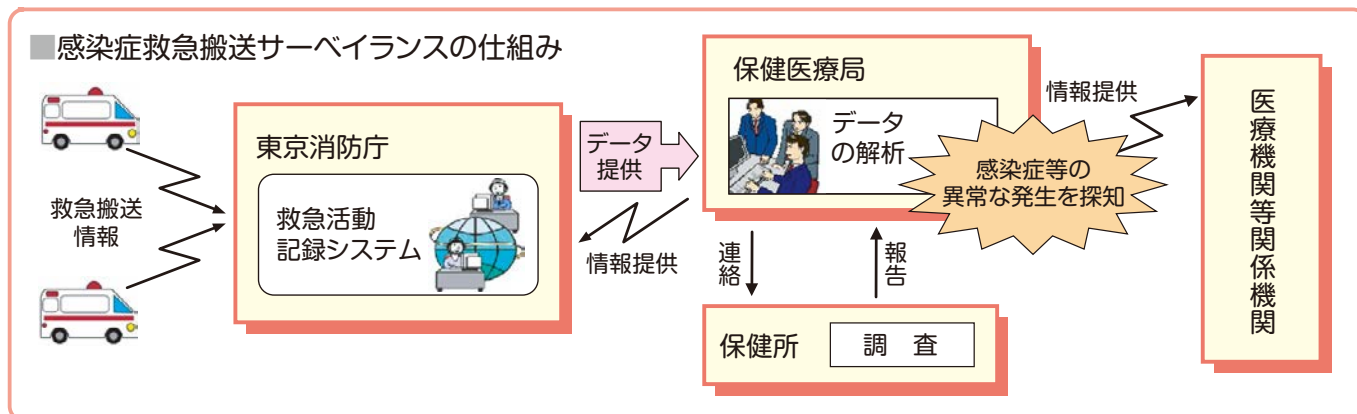 ■感染症救急搬送サーベイランスの仕組み
救急搬送
情報
東京消防庁
救急活動
記録システム
データ
提供
情報提供
保健医療局
データ
の解析
感染症等の
異常な発生を探知
連絡
報告
保健所
調　査
情報提供
医療機関等関係機関